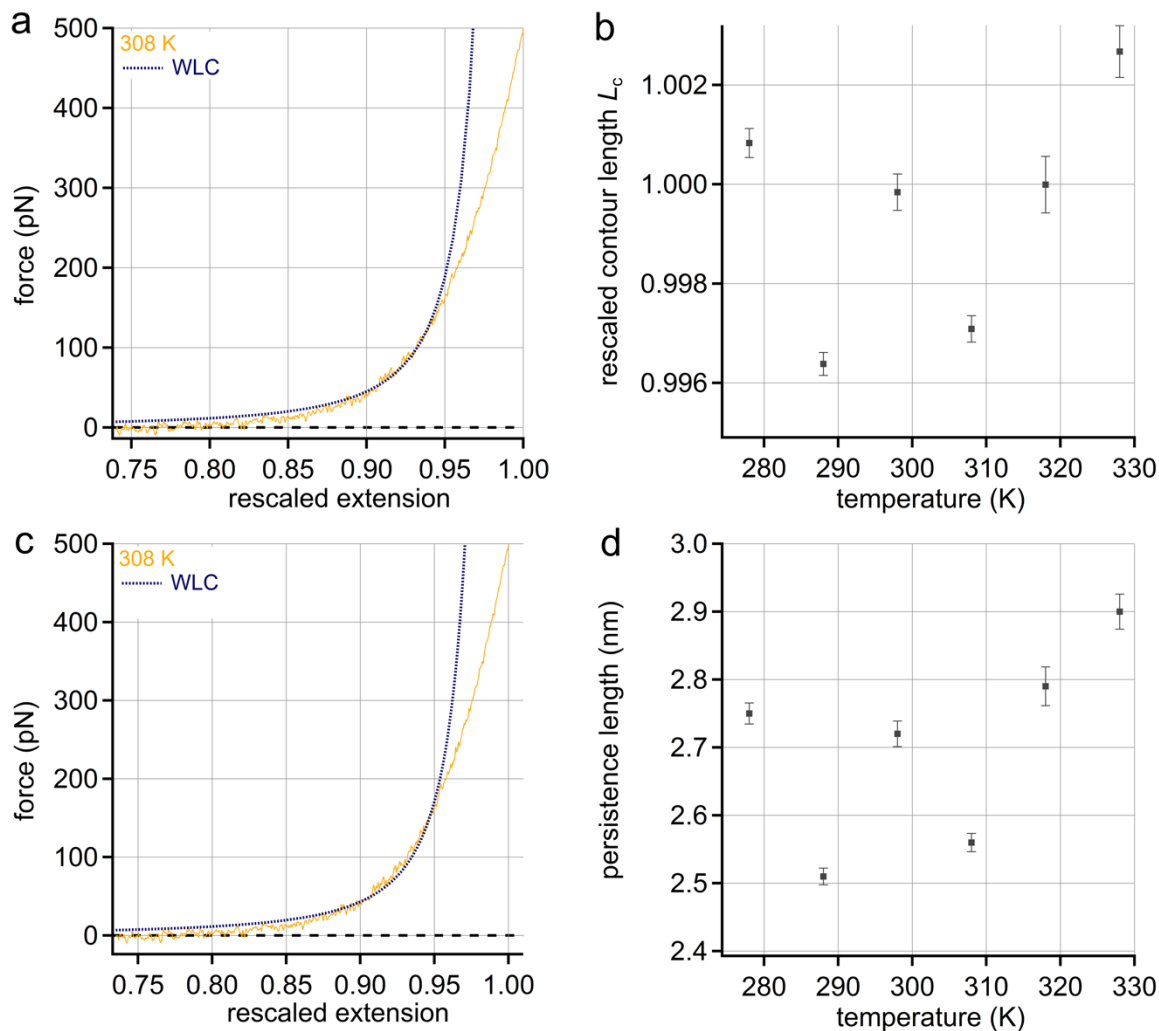 a
308 K
WLC
500
400
300
200
100
0
force (pN)
0.75 0.80 0.85 0.90 0.95 1.00
rescaled extension
b
1.002
1.000
0.998
0.996
rescaled contour length Lc
280 290 300 310 320 330
temperature (K)
c
308 K
WLC
500
400
300
200
100
0
force (pN)
0.75 0.80 0.85 0.90 0.95 1.00
rescaled extension
d
3.0
2.9
2.8
2.7
2.6
2.5
2.4
persistence length (nm)
280 290 300 310 320 330
temperature (K)